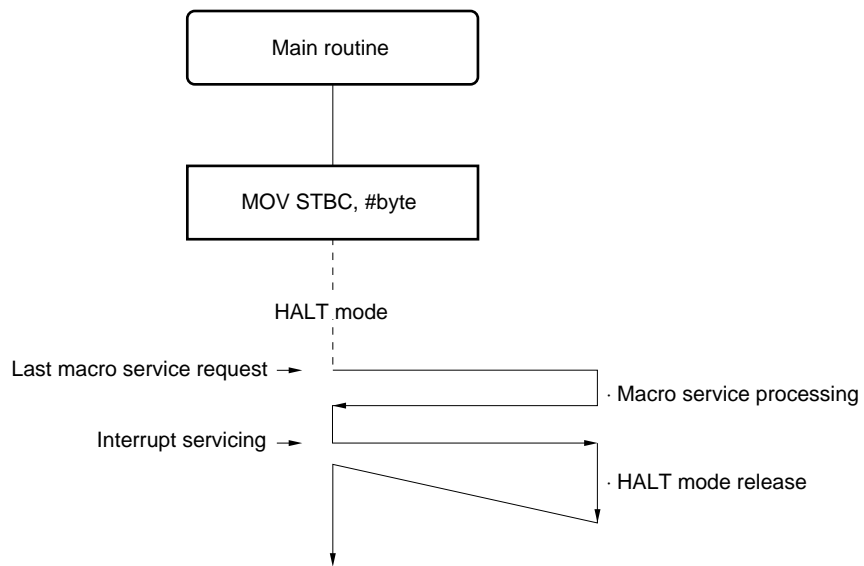 Main routine
MOV STBC, #byte
HALT mode
Last macro service request
· Macro service processing
Interrupt servicing
· HALT mode release